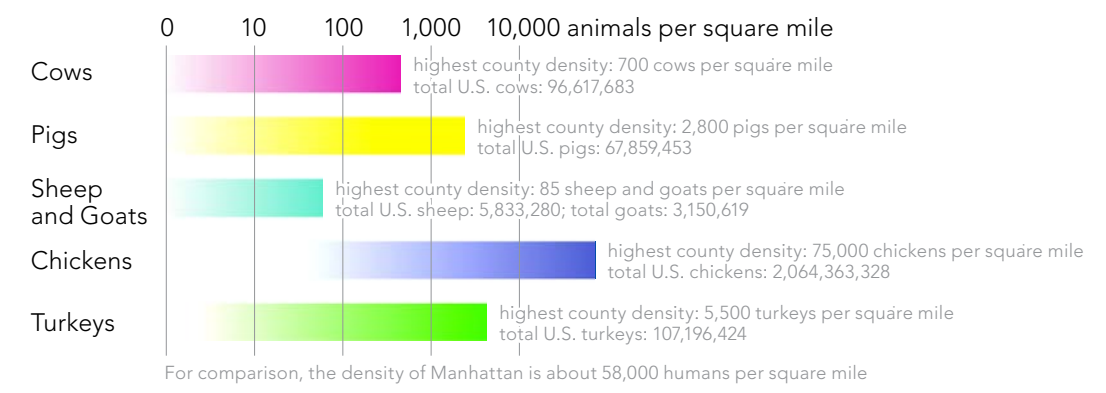 0 10 100 1,000 10,000 animals per square mile
Cows
highest county density: 700 cows per square mile
total U.S. cows: 96,617,683
Pigs
highest county density: 2,800 pigs per square mile
total U.S. pigs: 67,859,453
Sheep
and Goats
highest county density: 85 sheep and goats per square mile
total U.S. sheep: 5,833,280; total goats: 3,150,619
Chickens
highest county density: 75,000 chickens per square mile
total U.S. chickens: 2,064,363,328
Turkeys
highest county density: 5,500 turkeys per square mile
total U.S. turkeys: 107,196,424
For comparison, the density of Manhattan is about 58,000 humans per square mile